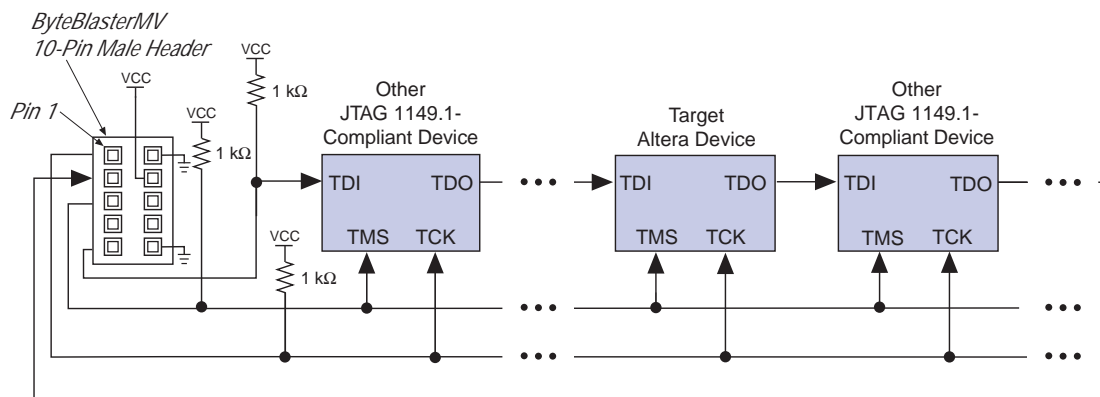 ByteBlasterMV
10-Pin Male Header
VCC
Pin 1
VCC
1 kΩ
VCC
1 kΩ
VCC
1 kΩ
Other
JTAG 1149.1-
Compliant Device
TDI TDO
TMS TCK
Target
Altera Device
TDI TDO
TMS TCK
Other
JTAG 1149.1-
Compliant Device
TDI TDO
TMS TCK